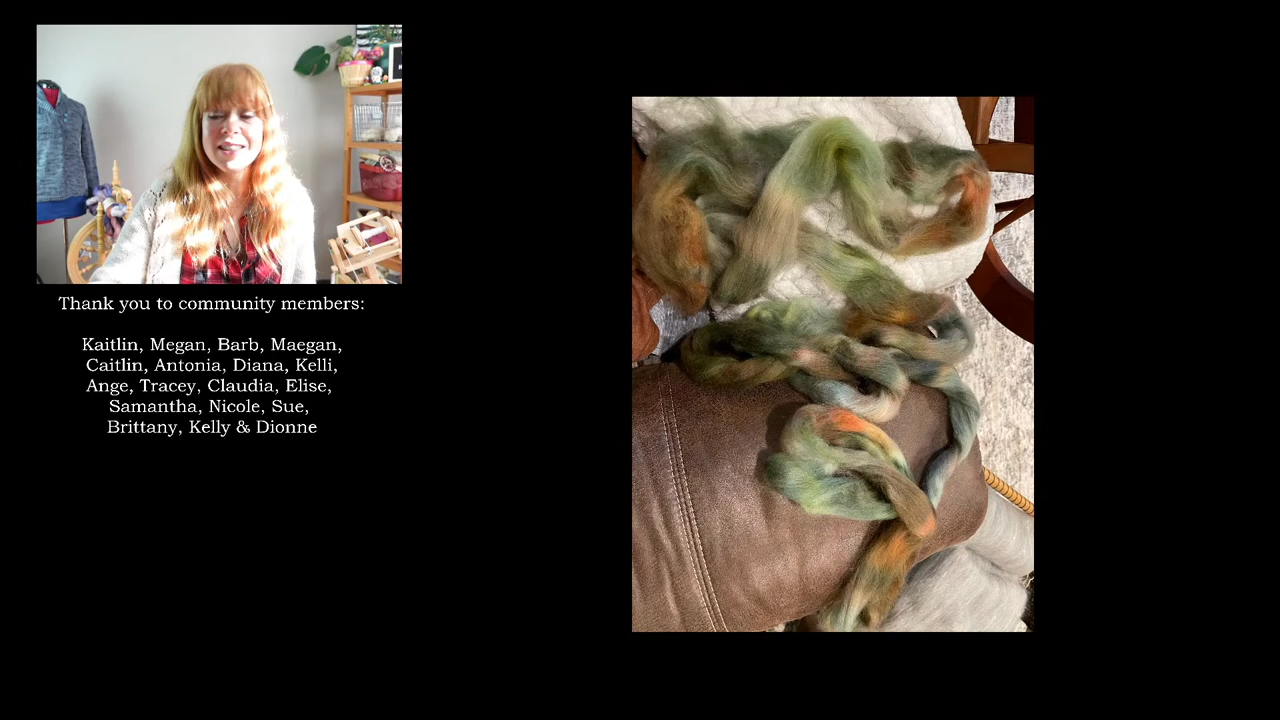 Thank you to community members:
Kaitlin, Megan, Barb, Maegan,
Caitlin, Antonia, Diana, Kelli,
Ange, Tracey, Claudia, Elise,
Samantha, Nicole, Sue,
Brittany, Kelly & Dionne